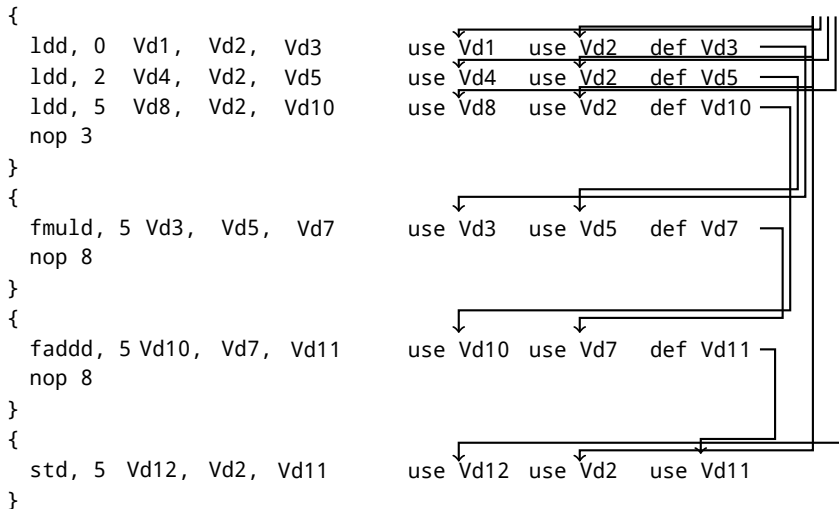 {
ldd, 0 Vd1, Vd2, Vd3 use Vd1 use Vd2 def Vd3
ldd, 2 Vd4, Vd2, Vd5 use Vd4 use Vd2 def Vd5
ldd, 5 Vd8, Vd2, Vd10 use Vd8 use Vd2 def Vd10
nop 3
}
{
fmuld, 5 Vd3, Vd5, Vd7 use Vd3 use Vd5 def Vd7
nop 8
}
{
faddd, 5 Vd10, Vd7, Vd11 use Vd10 use Vd7 def Vd11
nop 8
}
{
std, 5 Vd12, Vd2, Vd11 use Vd12 use Vd2 use Vd11
}